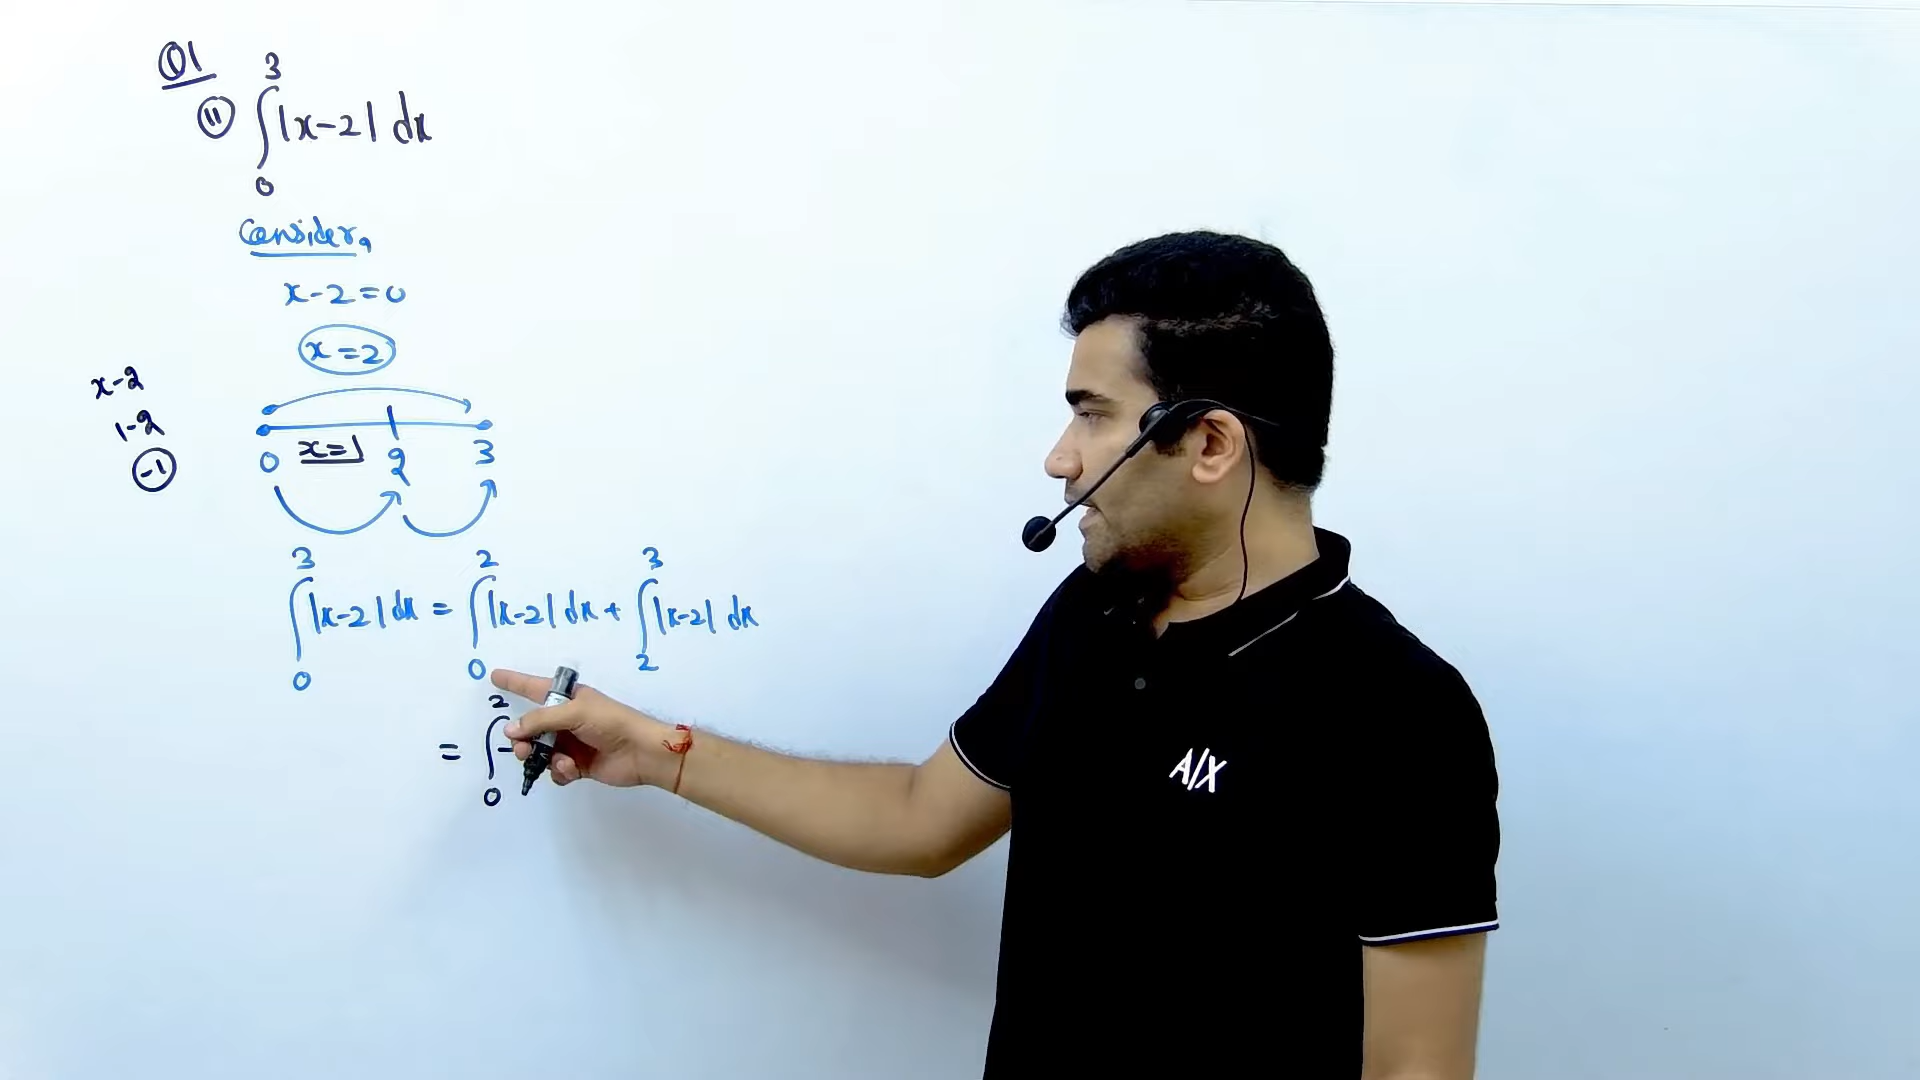 Q1
(ii) ∫₀³ |x-2| dx
Consider,
x-2=0
x=2
x-2
1-2
-1
0 x=1 2 3
∫₀³ |x-2| dx = ∫₀² |x-2| dx + ∫₂³ |x-2| dx
= ∫₀² -
A/X